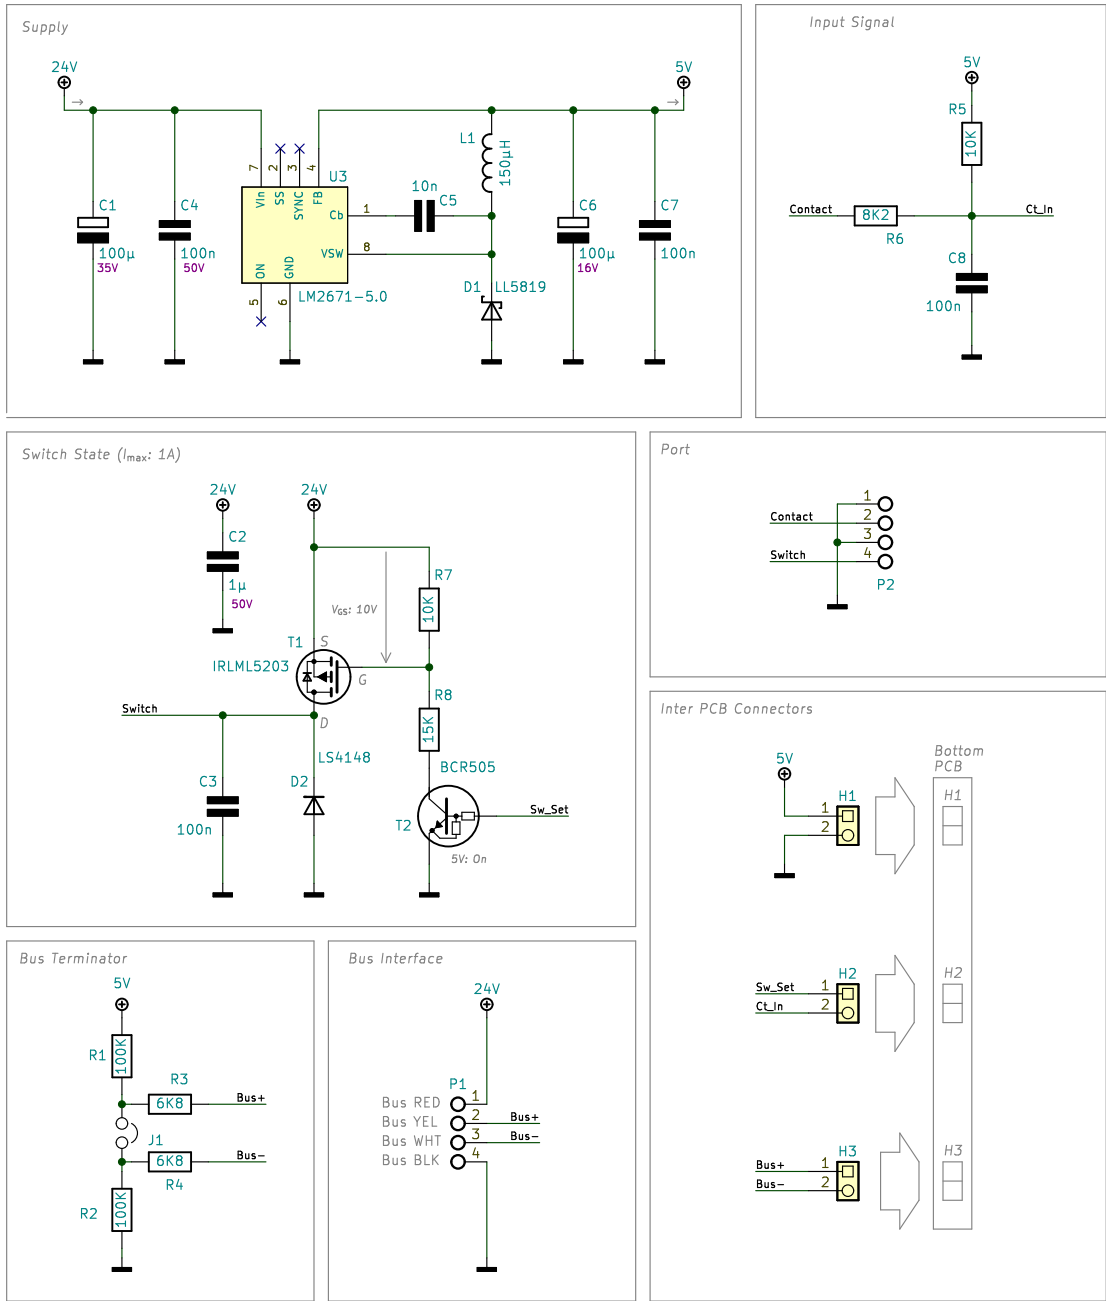 Supply
24V
5V
L1
150µH
7
2
3
4
U3
VIn
SS
SYNC
FB
Cb
1
10n
C5
VSW
8
ON
GND
5
6
LM2671-5.0
C1
100µ
35V
C4
100n
50V
D1
LL5819
C6
100µ
16V
C7
100n
Input Signal
5V
R5
10K
Contact
8K2
R6
Ct_In
C8
100n
Switch State (Imax: 1A)
24V
24V
C2
1µ
50V
R7
10K
VGS: 10V
T1
S
IRLML5203
G
D
R8
15K
Switch
LS4148
BCR505
C3
100n
D2
T2
Sw_Set
5V: On
Port
1
Contact
2
3
Switch
4
P2
Inter PCB Connectors
Bottom
PCB
5V
H1
1
2
H1
H2
Sw_Set
1
Ct_In
2
H2
H3
Bus+
1
Bus-
2
H3
Bus Terminator
5V
R1
100K
R3
6K8
Bus+
J1
6K8
Bus-
R4
R2
100K
Bus Interface
24V
P1
Bus RED
1
Bus YEL
2
Bus+
Bus WHT
3
Bus-
Bus BLK
4